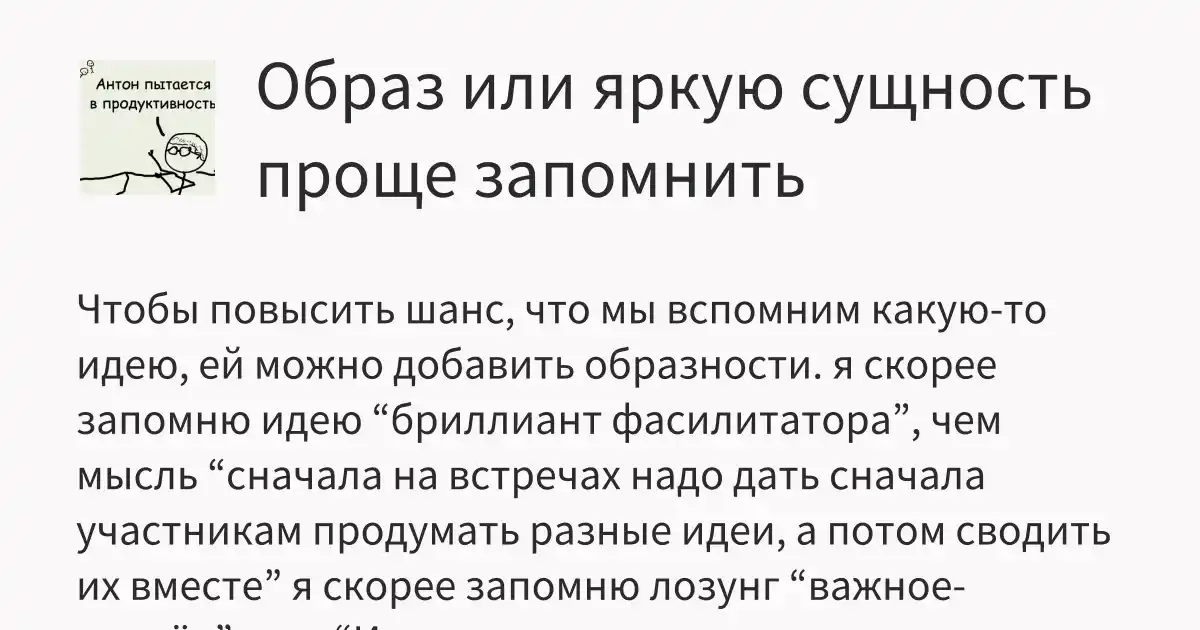 Антон пытается
в продуктивность
Образ или яркую сущность
проще запомнить
Чтобы повысить шанс, что мы вспомним какую-то
идею, ей можно добавить образности. я скорее
запомню идею “бриллиант фасилитатора”, чем
мысль “сначала на встречах надо дать сначала
участникам продумать разные идеи, а потом сводить
их вместе” я скорее запомню лозунг “важное-